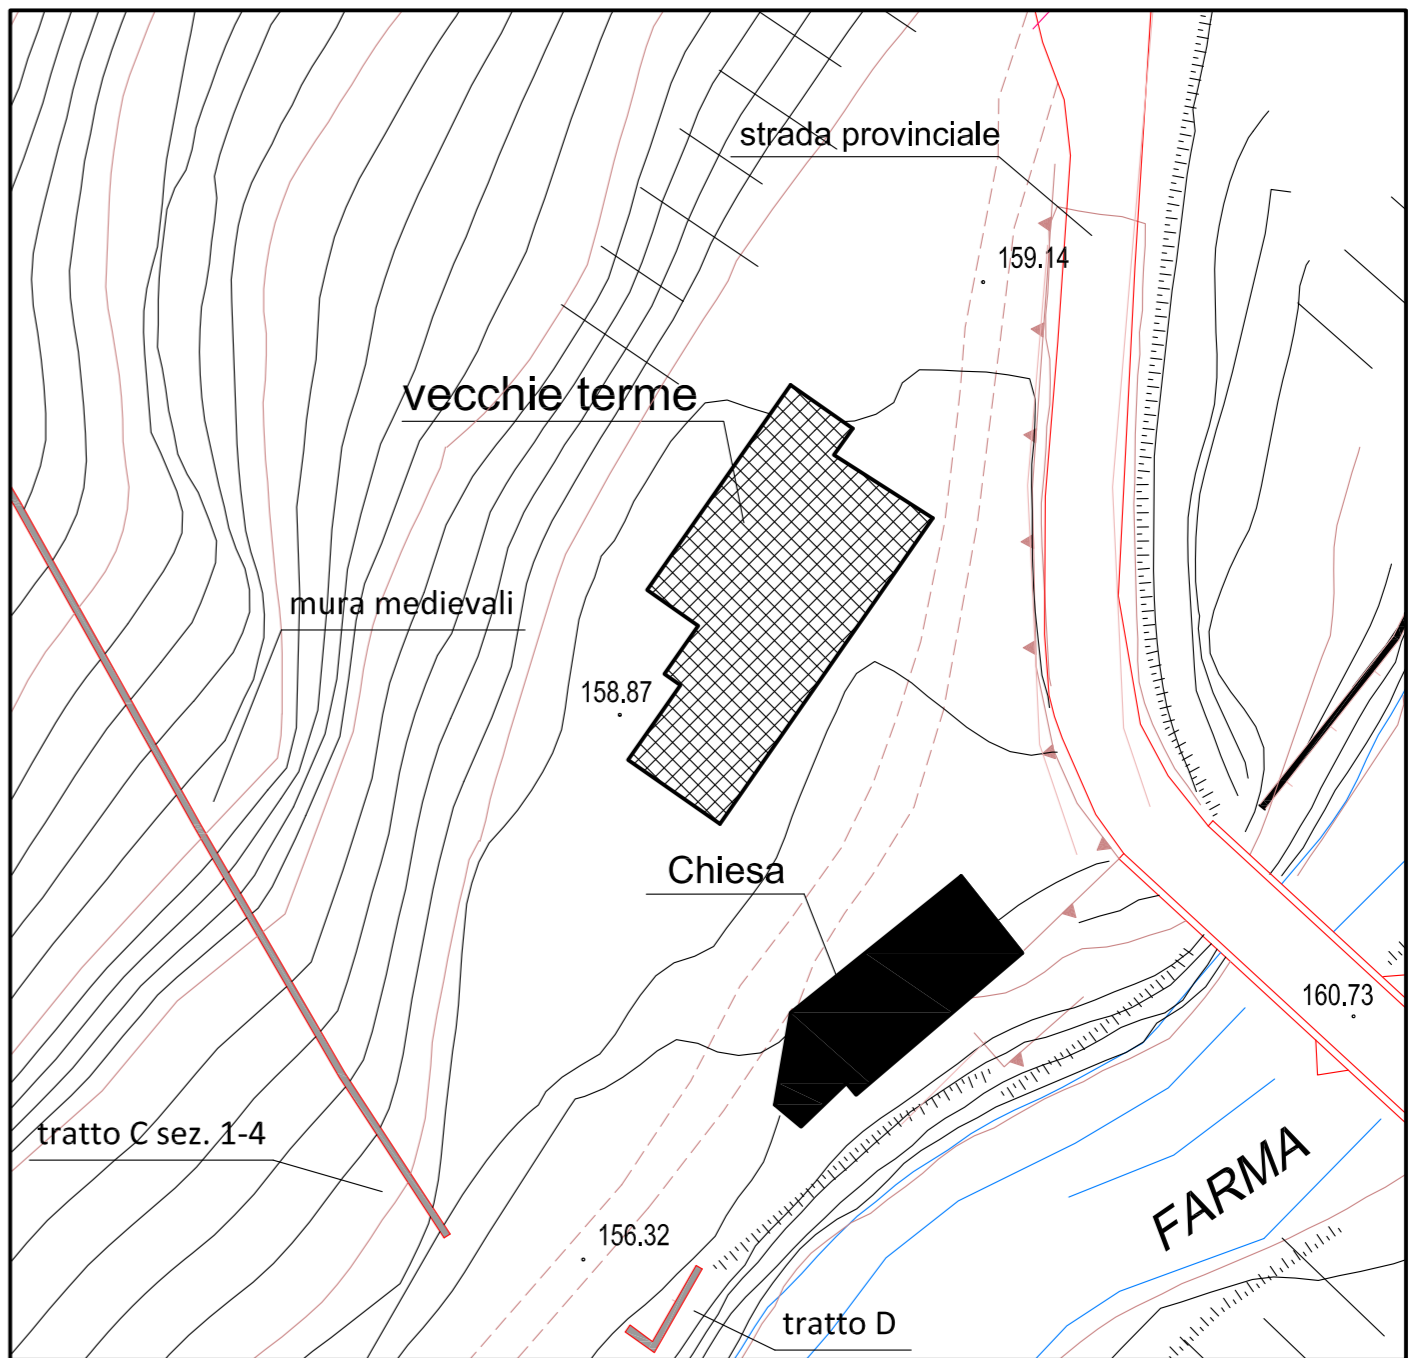 strada provinciale
159.14
vecchie terme
mura medievali
158.87
Chiesa
160.73
tratto C sez. 1-4
FARMA
156.32
tratto D